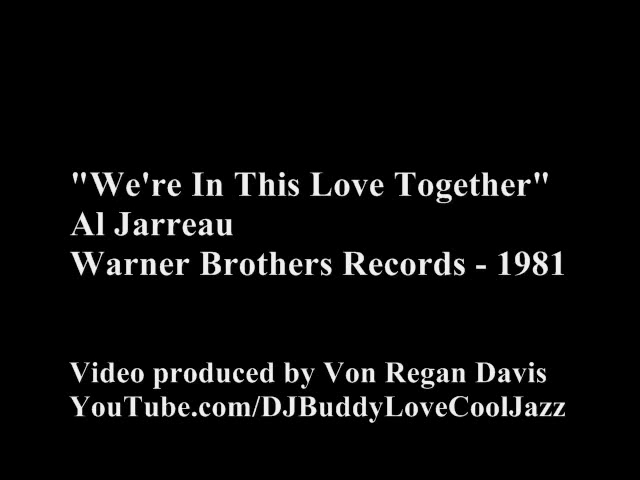 "We're In This Love Together"
Al Jarreau
Warner Brothers Records - 1981
Video produced by Von Regan Davis
YouTube.com/DJBuddyLoveCoolJazz